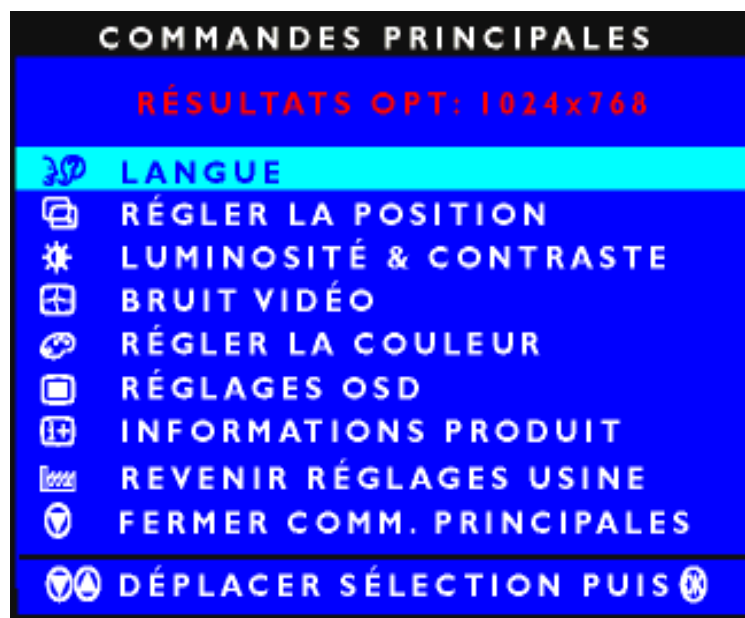 COMMANDES PRINCIPALES
RÉSULTATS OPT: 1024x768
LANGUE
RÉGLER LA POSITION
LUMINOSITÉ & CONTRASTE
BRUIT VIDÉO
RÉGLER LA COULEUR
RÉGLAGES OSD
INFORMATIONS PRODUIT
REVENIR RÉGLAGES USINE
FERMER COMM. PRINCIPALES
DÉPLACER SÉLECTION PUIS OK